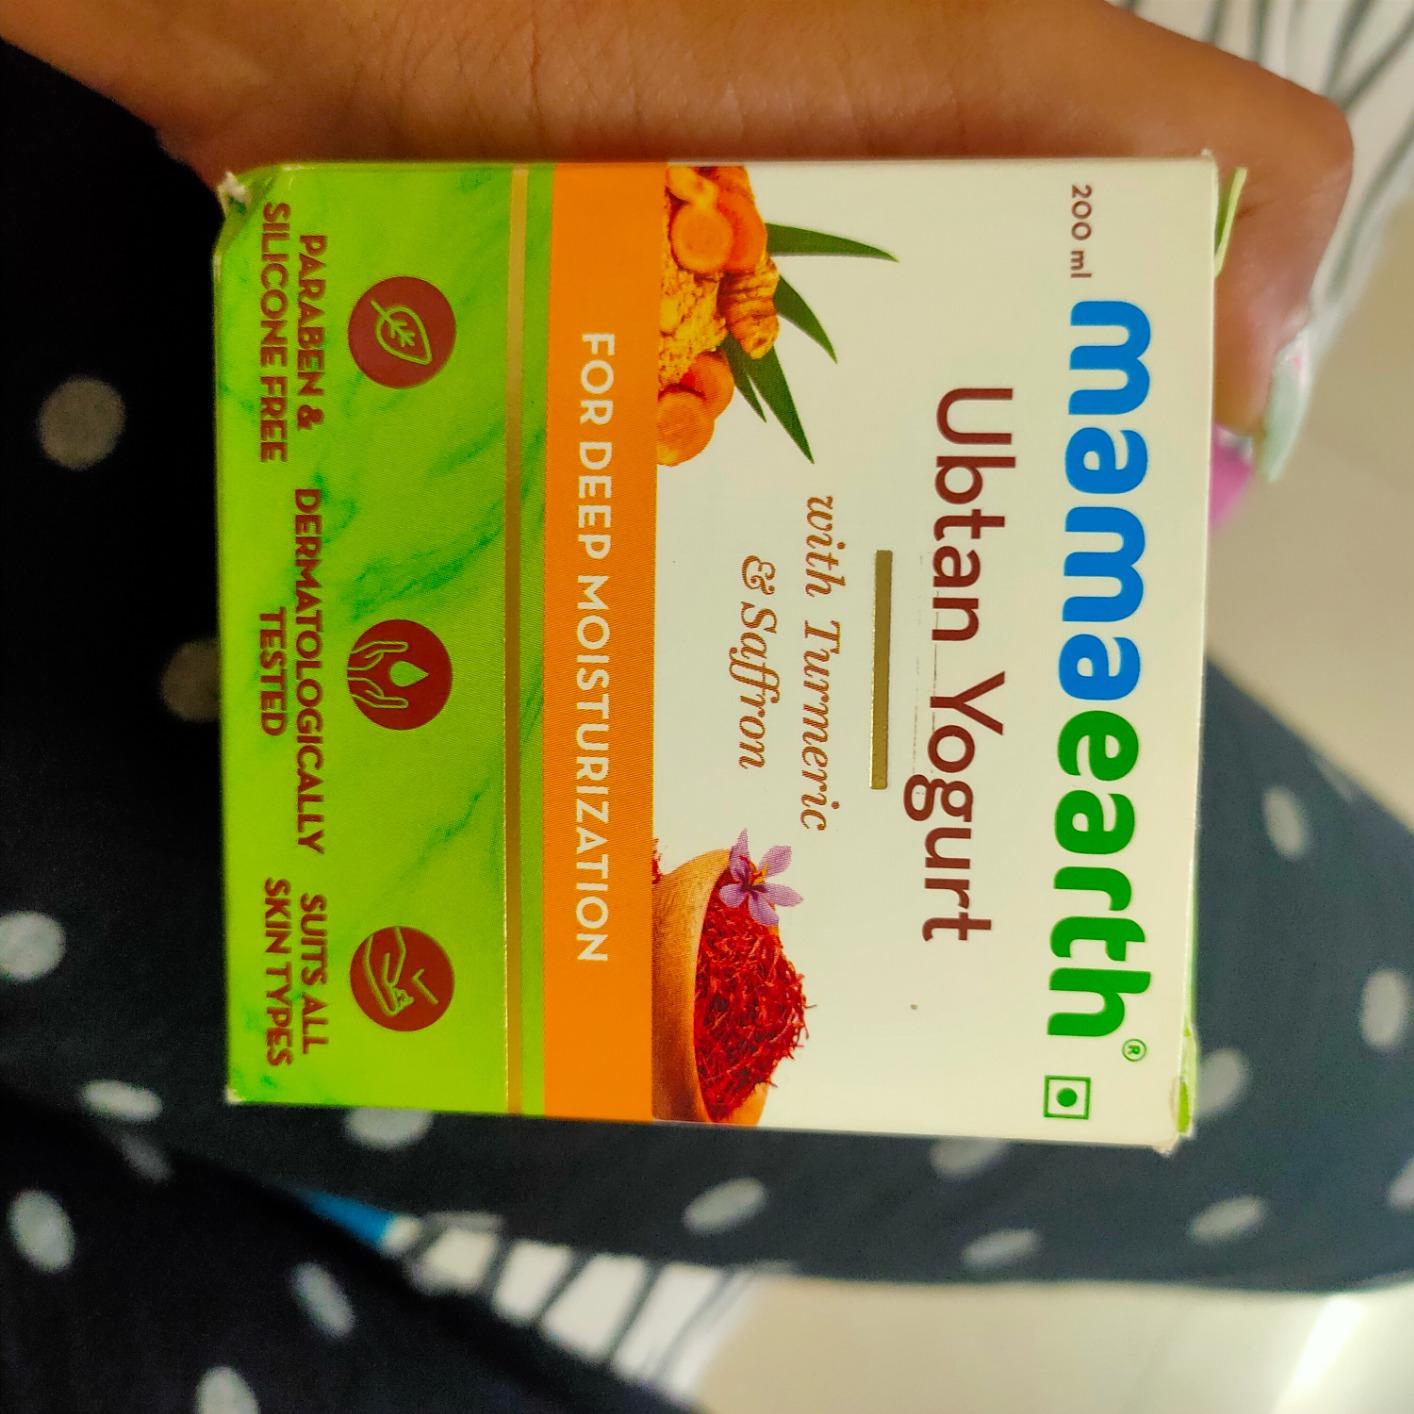 200 ml
mamaearth®
Ubtan Yogurt
with Turmeric
& Saffron
FOR DEEP MOISTURIZATION
PARABEN &
SILICONE FREE
DERMATOLOGICALLY
TESTED
SUITS ALL
SKIN TYPES